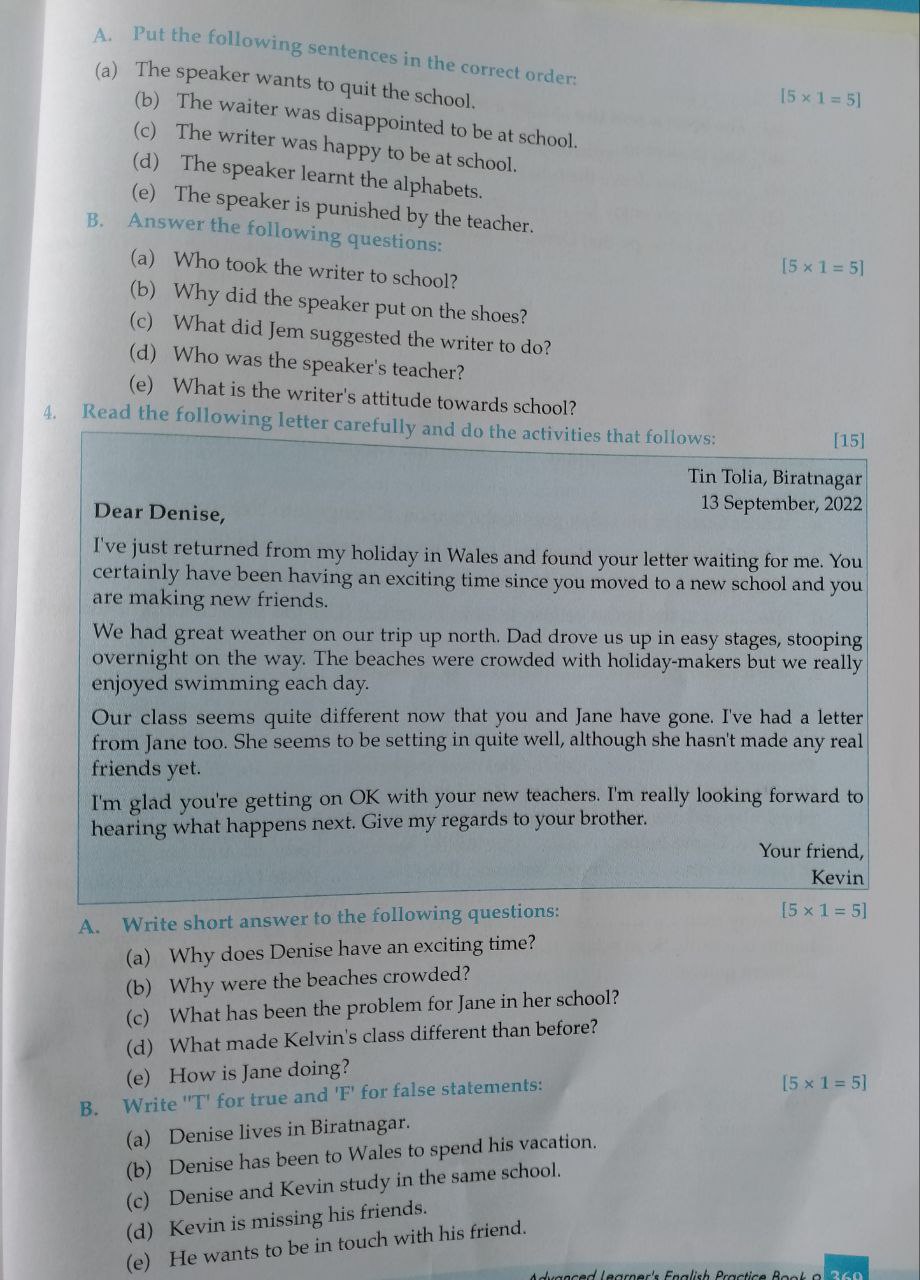 A. Put the following sentences in the correct order: [5 × 1 = 5]
(a) The speaker wants to quit the school.
(b) The waiter was disappointed to be at school.
(c) The writer was happy to be at school.
(d) The speaker learnt the alphabets.
(e) The speaker is punished by the teacher.
B. Answer the following questions: [5 × 1 = 5]
(a) Who took the writer to school?
(b) Why did the speaker put on the shoes?
(c) What did Jem suggested the writer to do?
(d) Who was the speaker's teacher?
(e) What is the writer's attitude towards school?
4. Read the following letter carefully and do the activities that follows: [15]
Tin Tolia, Biratnagar
13 September, 2022
Dear Denise,
I've just returned from my holiday in Wales and found your letter waiting for me. You
certainly have been having an exciting time since you moved to a new school and you
are making new friends.
We had great weather on our trip up north. Dad drove us up in easy stages, stooping
overnight on the way. The beaches were crowded with holiday-makers but we really
enjoyed swimming each day.
Our class seems quite different now that you and Jane have gone. I've had a letter
from Jane too. She seems to be setting in quite well, although she hasn't made any real
friends yet.
I'm glad you're getting on OK with your new teachers. I'm really looking forward to
hearing what happens next. Give my regards to your brother.
Your friend,
Kevin
A. Write short answer to the following questions: [5 × 1 = 5]
(a) Why does Denise have an exciting time?
(b) Why were the beaches crowded?
(c) What has been the problem for Jane in her school?
(d) What made Kelvin's class different than before?
(e) How is Jane doing?
B. Write "T' for true and 'F' for false statements: [5 × 1 = 5]
(a) Denise lives in Biratnagar.
(b) Denise has been to Wales to spend his vacation.
(c) Denise and Kevin study in the same school.
(d) Kevin is missing his friends.
(e) He wants to be in touch with his friend.
Advanced Learner's English Practice Book 9 369